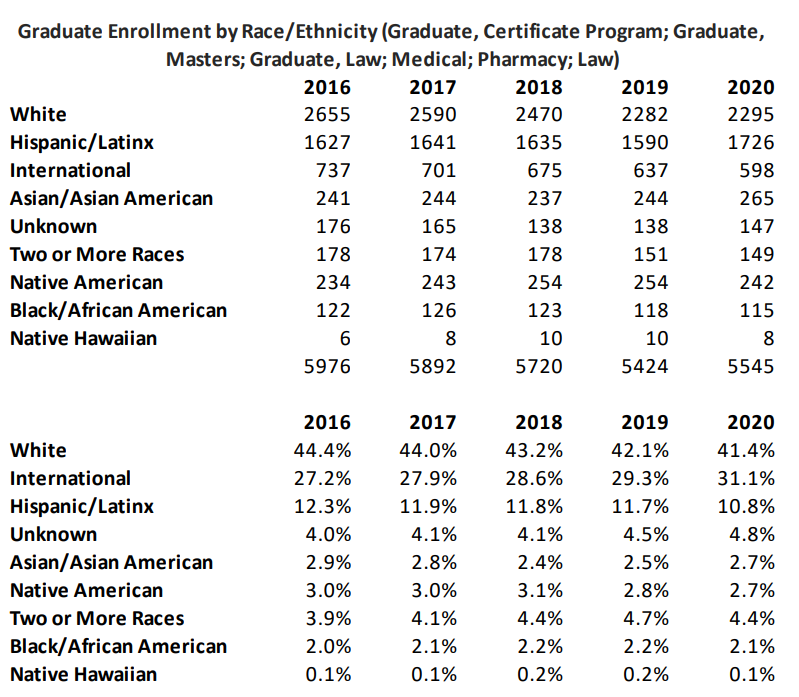 Graduate Enrollment by Race/Ethnicity (Graduate, Certificate Program; Graduate,
Masters; Graduate, Law; Medical; Pharmacy; Law)
2016 2017 2018 2019 2020
White 2655 2590 2470 2282 2295
Hispanic/Latinx 1627 1641 1635 1590 1726
International 737 701 675 637 598
Asian/Asian American 241 244 237 244 265
Unknown 176 165 138 138 147
Two or More Races 178 174 178 151 149
Native American 234 243 254 254 242
Black/African American 122 126 123 118 115
Native Hawaiian 6 8 10 10 8
5976 5892 5720 5424 5545
2016 2017 2018 2019 2020
White 44.4% 44.0% 43.2% 42.1% 41.4%
International 27.2% 27.9% 28.6% 29.3% 31.1%
Hispanic/Latinx 12.3% 11.9% 11.8% 11.7% 10.8%
Unknown 4.0% 4.1% 4.1% 4.5% 4.8%
Asian/Asian American 2.9% 2.8% 2.4% 2.5% 2.7%
Native American 3.0% 3.0% 3.1% 2.8% 2.7%
Two or More Races 3.9% 4.1% 4.4% 4.7% 4.4%
Black/African American 2.0% 2.1% 2.2% 2.2% 2.1%
Native Hawaiian 0.1% 0.1% 0.2% 0.2% 0.1%